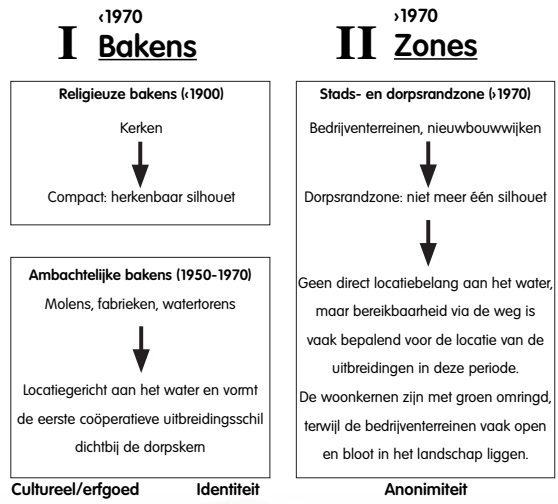 ‹1970
I Bakens
Religieuze bakens (‹1900)
Kerken
Compact: herkenbaar silhouet
Ambachtelijke bakens (1950-1970)
Molens, fabrieken, watertorens
Locatiegericht aan het water en vormt
de eerste coöperatieve uitbreidingsschil
dichtbij de dorpskern
Cultureel/erfgoed Identiteit
›1970
II Zones
Stads- en dorpsrandzone (›1970)
Bedrijventerreinen, nieuwbouwwijken
Dorpsrandzone: niet meer één silhouet
Geen direct locatiebelang aan het water,
maar bereikbaarheid via de weg is
vaak bepalend voor de locatie van de
uitbreidingen in deze periode.
De woonkernen zijn met groen omringd,
terwijl de bedrijventerreinen vaak open
en bloot in het landschap liggen.
Anonimiteit